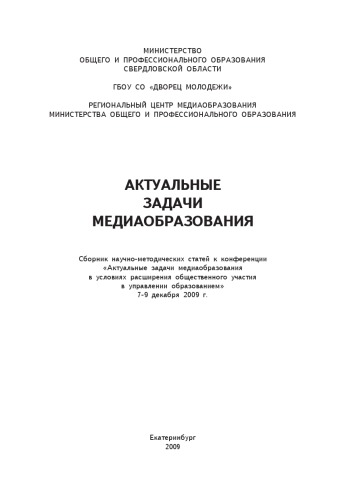 МИНИСТЕРСТВО
ОБЩЕГО И ПРОФЕССИОНАЛЬНОГО ОБРАЗОВАНИЯ
СВЕРДЛОВСКОЙ ОБЛАСТИ
ГБОУ СО «ДВОРЕЦ МОЛОДЕЖИ»
РЕГИОНАЛЬНЫЙ ЦЕНТР МЕДИАОБРАЗОВАНИЯ
МИНИСТЕРСТВА ОБЩЕГО И ПРОФЕССИОНАЛЬНОГО ОБРАЗОВАНИЯ
АКТУАЛЬНЫЕ
ЗАДАЧИ
МЕДИАОБРАЗОВАНИЯ
Сборник научно-методических статей к конференции
«Актуальные задачи медиаобразования
в условиях расширения общественного участия
в управлении образованием»
7-9 декабря 2009 г.
Екатеринбург
2009